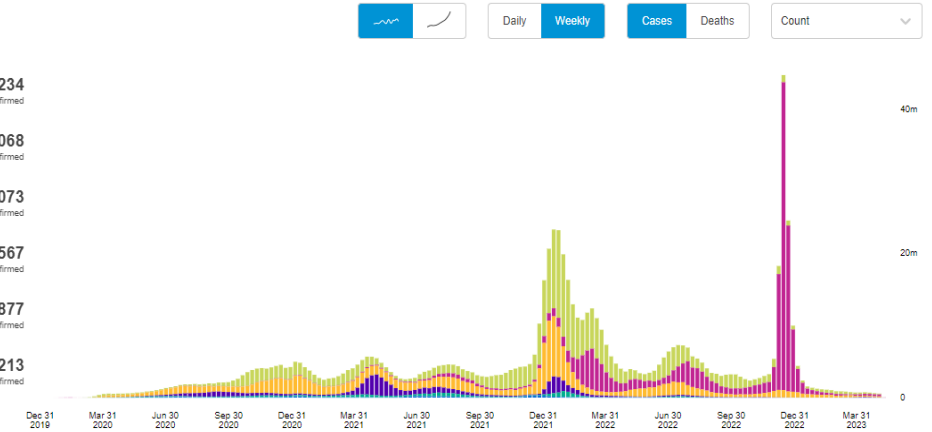 Daily Weekly Cases Deaths Count
234
firmed
068
firmed
073
firmed
567
firmed
877
firmed
213
firmed
40m
20m
0
Dec 31 Mar 31 Jun 30 Sep 30 Dec 31 Mar 31 Jun 30 Sep 30 Dec 31 Mar 31 Jun 30 Sep 30 Dec 31 Mar 31
2019 2020 2020 2020 2020 2021 2021 2021 2021 2022 2022 2022 2022 2023